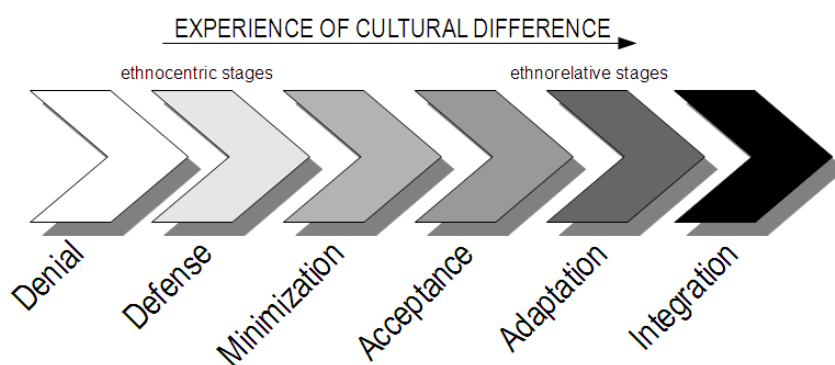 EXPERIENCE OF CULTURAL DIFFERENCE
ethnocentric stages
ethnorelative stages
Denial
Defense
Minimization
Acceptance
Adaptation
Integration